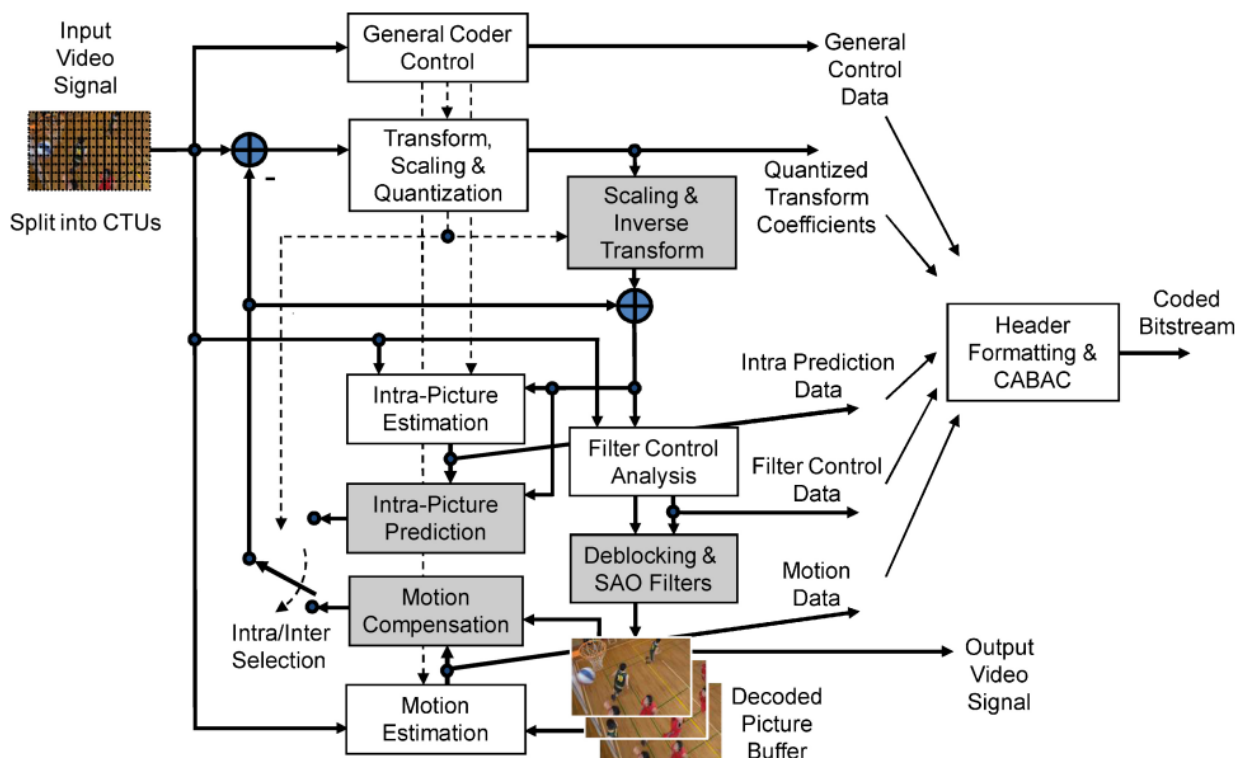 Input
Video
Signal
Split into CTUs
General Coder
Control
Transform,
Scaling &
Quantization
-
Scaling &
Inverse
Transform
General
Control
Data
Quantized
Transform
Coefficients
Header
Formatting &
CABAC
Coded
Bitstream
Intra-Picture
Estimation
Intra Prediction
Data
Filter Control
Analysis
Filter Control
Data
Intra-Picture
Prediction
Deblocking &
SAO Filters
Motion
Compensation
Motion
Data
Intra/Inter
Selection
Motion
Estimation
Decoded
Picture
Buffer
Output
Video
Signal